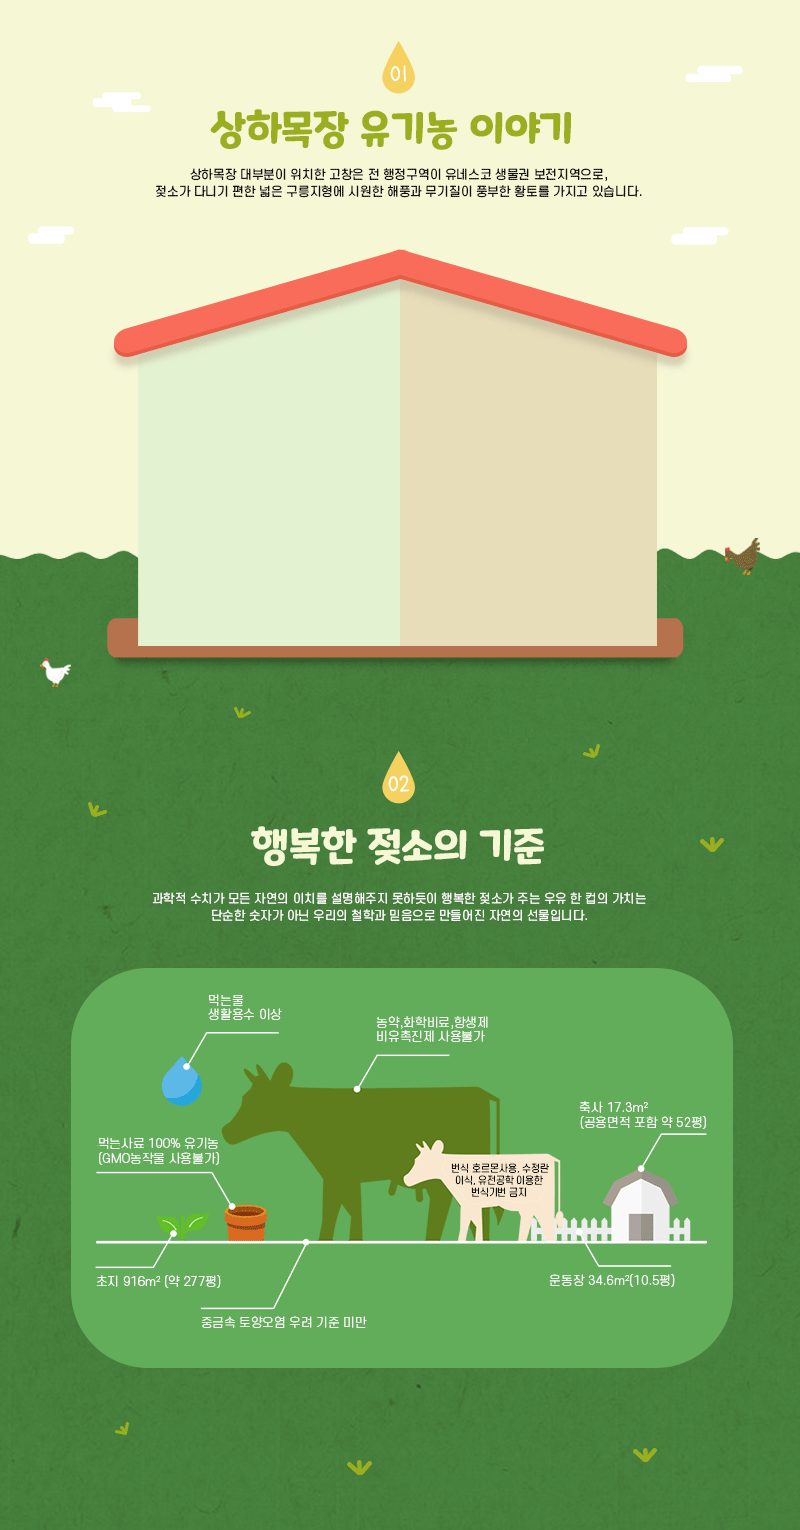 01
상하목장 유기농 이야기
상하목장 대부분이 위치한 고창은 전 행정구역이 유네스코 생물권 보전지역으로,
젖소가 다니기 편한 넓은 구릉지형에 시원한 해풍과 무기질이 풍부한 황토를 가지고 있습니다.
02
행복한 젖소의 기준
과학적 수치가 모든 자연의 이치를 설명해주지 못하듯이 행복한 젖소가 주는 우유 한 컵의 가치는
단순한 숫자가 아닌 우리의 철학과 믿음으로 만들어진 자연의 선물입니다.
먹는물
생활용수 이상
농약,화학비료,항생제
비유촉진제 사용불가
축사 17.3m²
(공용면적 포함 약 52평)
먹는사료 100% 유기농
(GMO농작물 사용불가)
번식 호르몬사용, 수정란
이식, 유전공학 이용한
번식기법 금지
초지 916m² (약 277평)
운동장 34.6m²(10.5평)
중금속 토양오염 우려 기준 미만